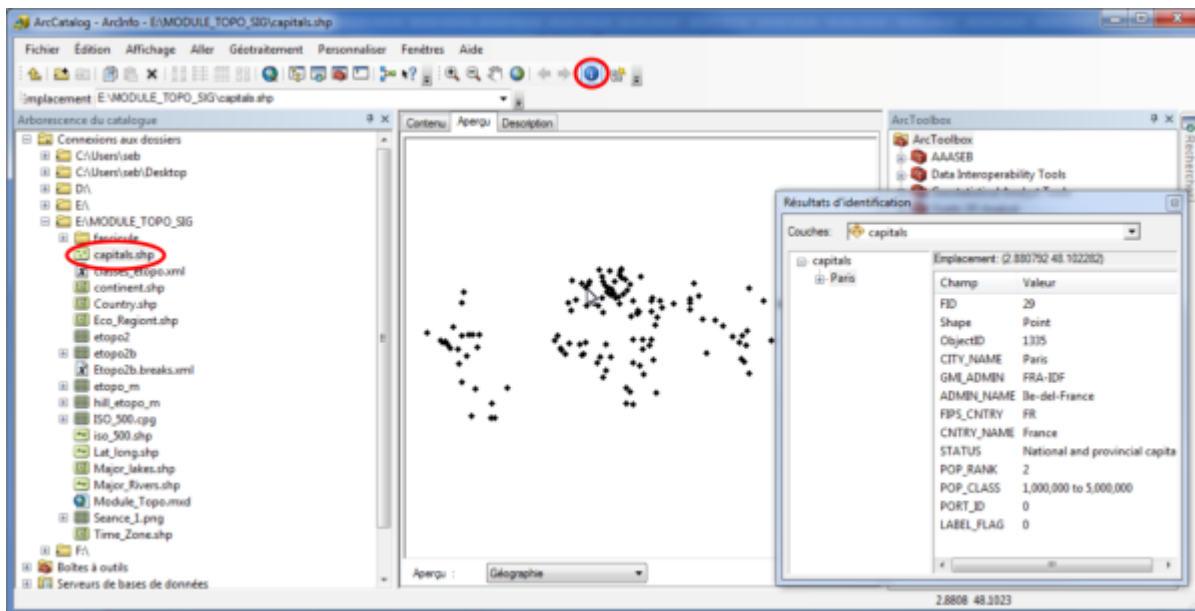 ArcCatalog - ArcInfo - E:\MODULE_TOPO_SIG\capitals.shp
Fichier Édition Affichage Aller Géotraitement Personnaliser Fenêtres Aide
Emplacement E:\MODULE_TOPO_SIG\capitals.shp
Arborescence du catalogue
Connexions aux dossiers
C:\Users\seb
C:\Users\seb\Desktop
D:\
E:\
E:\MODULE_TOPO_SIG
fascicule
capitals.shp
classes_etopo.xml
continent.shp
Country.shp
Eco_Regiont.shp
etopo2
etopo2b
Etopo2b.breaks.xml
etopo_m
hill_etopo_m
ISO_500.cpg
iso_500.shp
Lat_long.shp
Major_lakes.shp
Major_Rivers.shp
Module_Topo.mxd
Seance_1.png
Time_Zone.shp
F:\
Boîtes à outils
Serveurs de bases de données
Contenu Aperçu Description
Aperçu : Géographie
ArcToolbox
ArcToolbox
AAASEB
Data Interoperability Tools
Rechercher
Résultats d'identification
Couches: capitals
capitals
Paris
Emplacement: (2.880792 48.102282)
Champ Valeur
FID 29
Shape Point
ObjectID 1335
CITY_NAME Paris
GMI_ADMIN FRA-IDF
ADMIN_NAME Ile-del-France
FIPS_CNTRY FR
CNTRY_NAME France
STATUS National and provincial capita
POP_RANK 2
POP_CLASS 1,000,000 to 5,000,000
PORT_ID 0
LABEL_FLAG 0
2.8808 48.1023